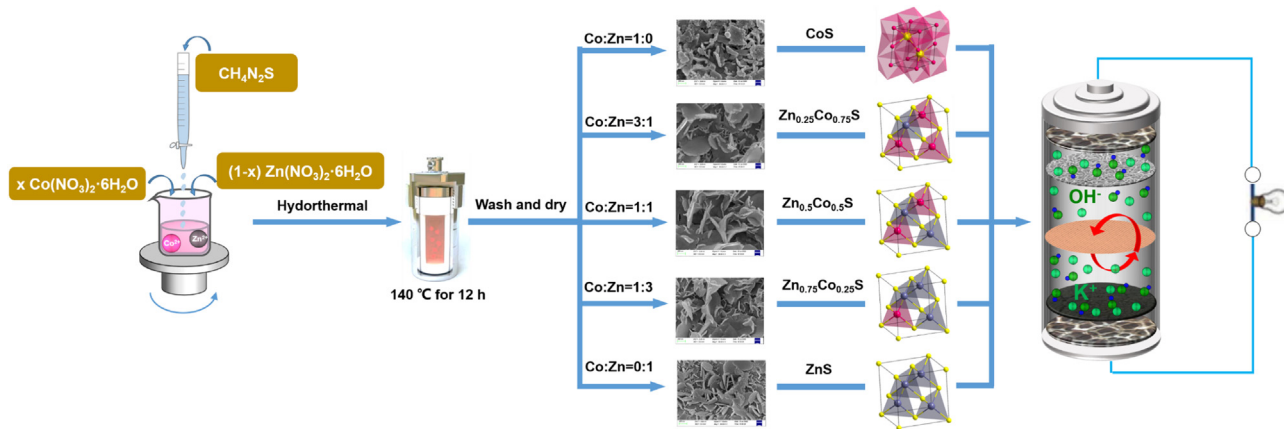 CH₄N₂S
x Co(NO₃)₂·6H₂O
(1-x) Zn(NO₃)₂·6H₂O
Co²⁺
Zn²⁺
Hydorthermal
140 ℃ for 12 h
Wash and dry
Co:Zn=1:0
CoS
Co:Zn=3:1
Zn₀.₂₅Co₀.₇₅S
Co:Zn=1:1
Zn₀.₅Co₀.₅S
Co:Zn=1:3
Zn₀.₇₅Co₀.₂₅S
Co:Zn=0:1
ZnS
OH⁻
K⁺